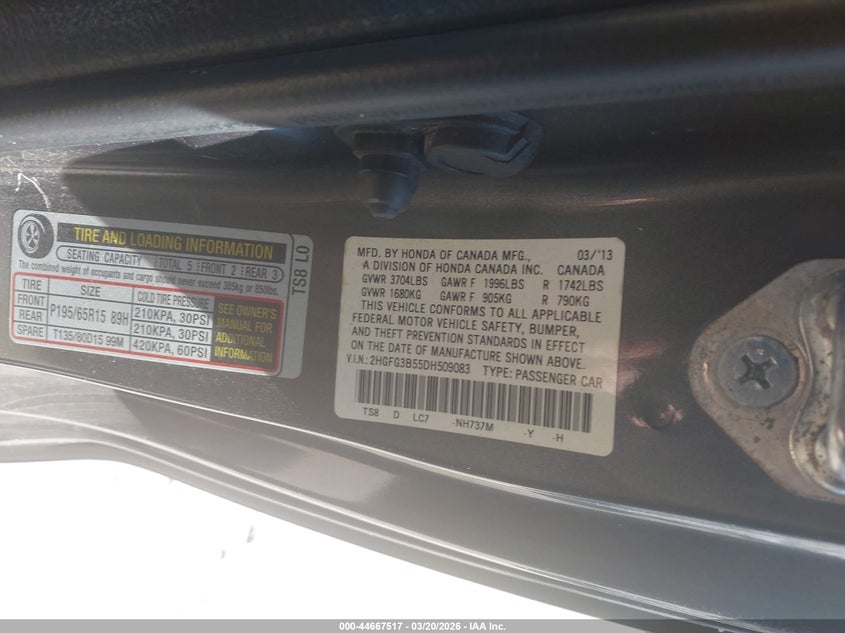 TIRE AND LOADING INFORMATION
SEATING CAPACITY TOTAL 5 FRONT 2 REAR 3
The combined weight of occupants and cargo should never exceed 385kg or 850lbs.
TIRE SIZE COLD TIRE PRESSURE
FRONT P195/65R15 89H 210KPA, 30PSI
REAR 210KPA, 30PSI
SPARE T135/80D15 99M 420KPA, 60PSI
SEE OWNER'S
MANUAL FOR
ADDITIONAL
INFORMATION
TS8 L0
MFD. BY HONDA OF CANADA MFG., 03/'13
A DIVISION OF HONDA CANADA INC. CANADA
GVWR 3704LBS GAWR F 1996LBS R 1742LBS
GVWR 1680KG GAWR F 905KG R 790KG
THIS VEHICLE CONFORMS TO ALL APPLICABLE
FEDERAL MOTOR VEHICLE SAFETY, BUMPER,
AND THEFT PREVENTION STANDARDS IN EFFECT
ON THE DATE OF MANUFACTURE SHOWN ABOVE.
V.I.N.: 2HGFG3B55DH509083 TYPE: PASSENGER CAR
TS8 D LC7 -NH737M -Y -H
000-44667517 - 03/20/2026 - IAA Inc.